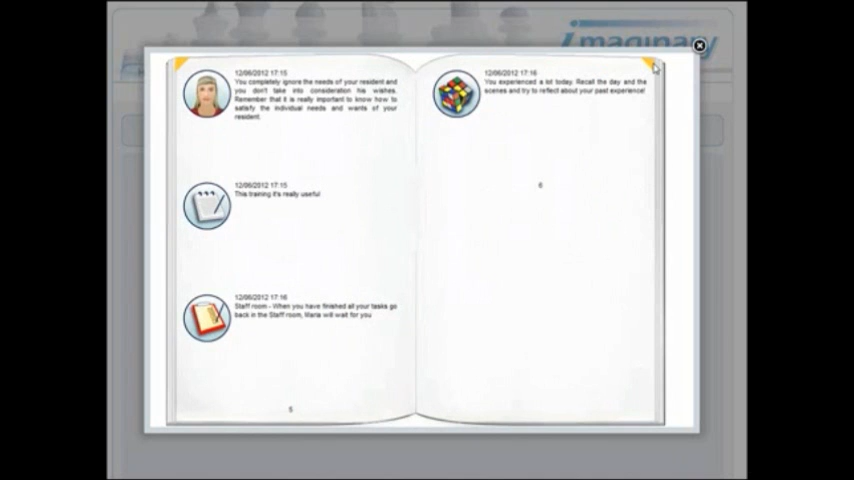 imaginary
12/06/2012 17:15
You completely ignore the needs of your resident and
you don't take into consideration his wishes.
Remember that it is really important to know how to
satisfy the individual needs and wants of your
resident.
12/06/2012 17:15
This training it's really useful
12/06/2012 17:16
Staff room - When you have finished all your tasks go
back in the Staff room, Maria will wait for you
5
12/06/2012 17:16
You experienced a lot today. Recall the day and the
scenes and try to reflect about your past experience!
6